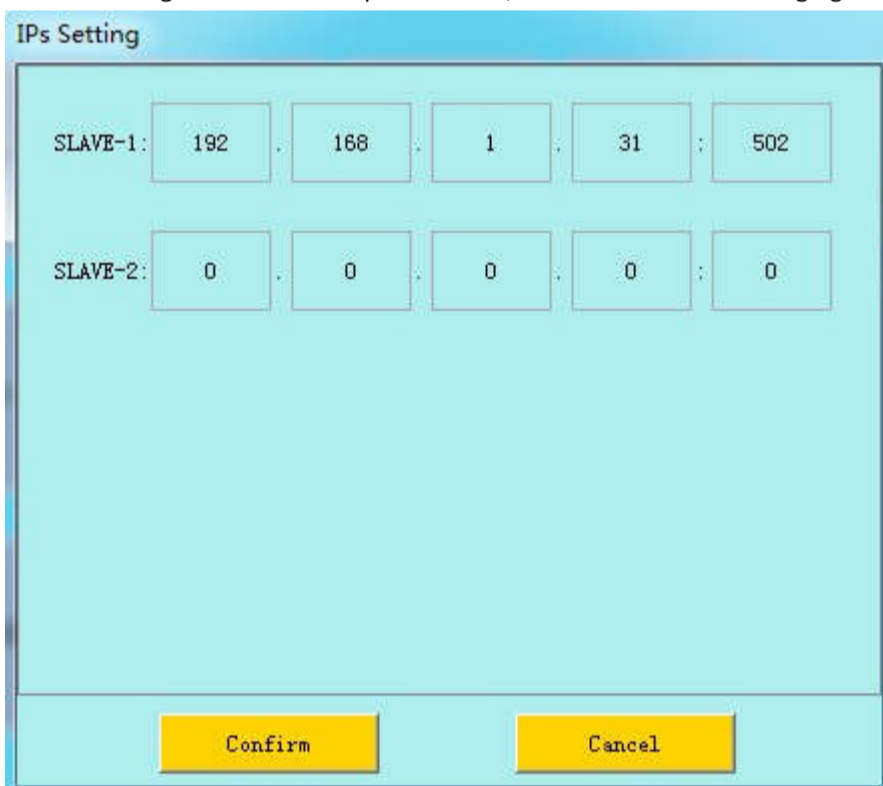 IPs Setting
SLAVE-1: 192 . 168 . 1 . 31 : 502
SLAVE-2: 0 . 0 . 0 . 0 : 0
Confirm Cancel